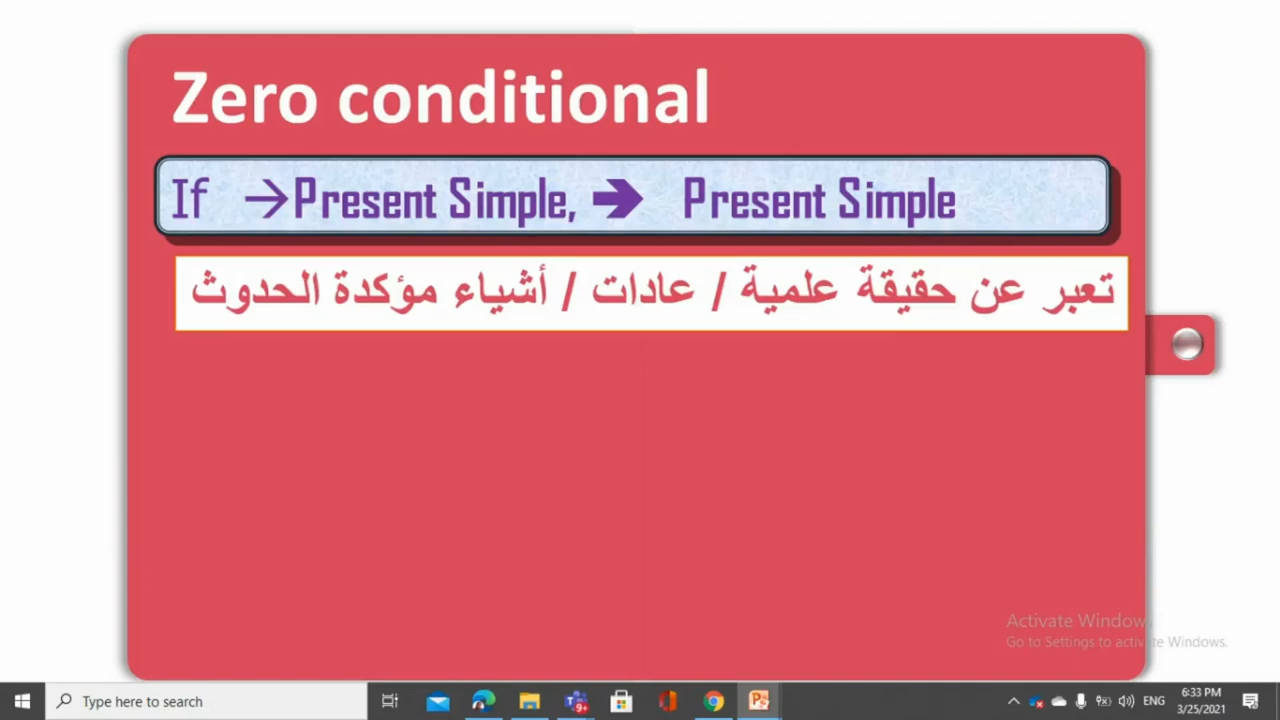 Zero conditional
If →Present Simple, ➔ Present Simple
تعبر عن حقيقة علمية / عادات / أشياء مؤكدة الحدوث
Activate Windows
Go to Settings to activate Windows.
Type here to search
9+
ENG
6:33 PM
3/25/2021